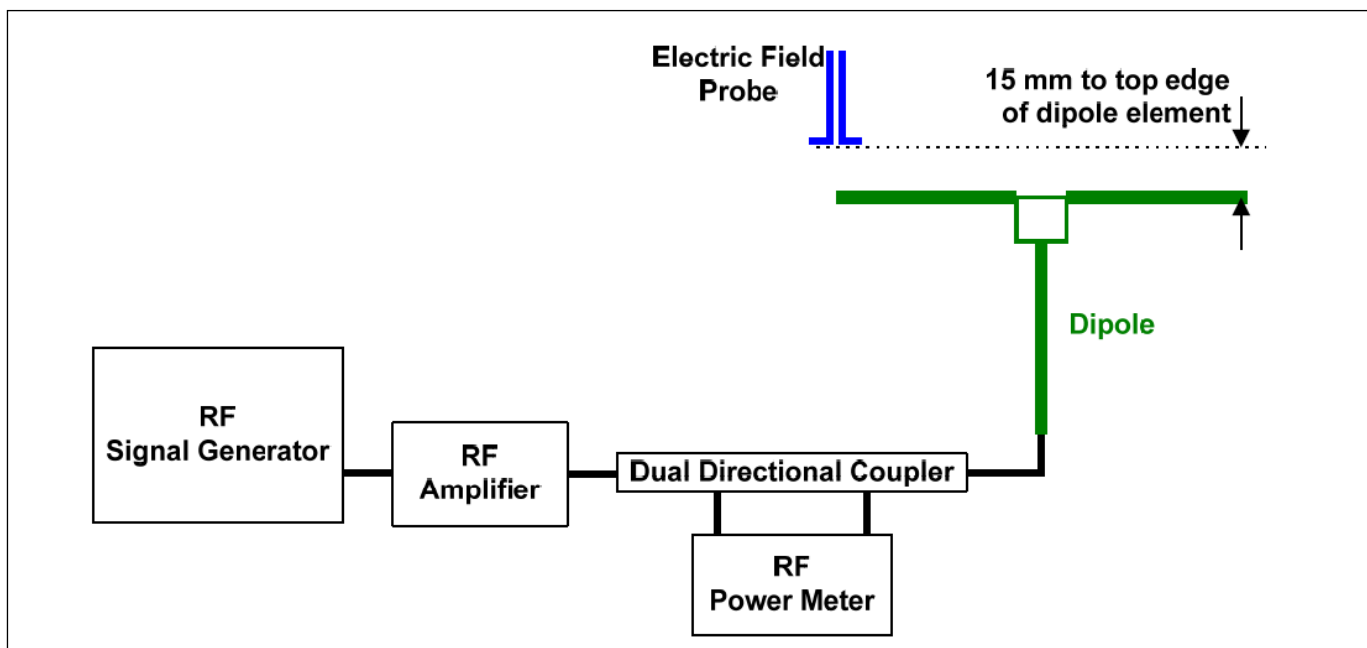 Electric Field
Probe
15 mm to top edge
of dipole element
Dipole
RF
Signal Generator
RF
Amplifier
Dual Directional Coupler
RF
Power Meter